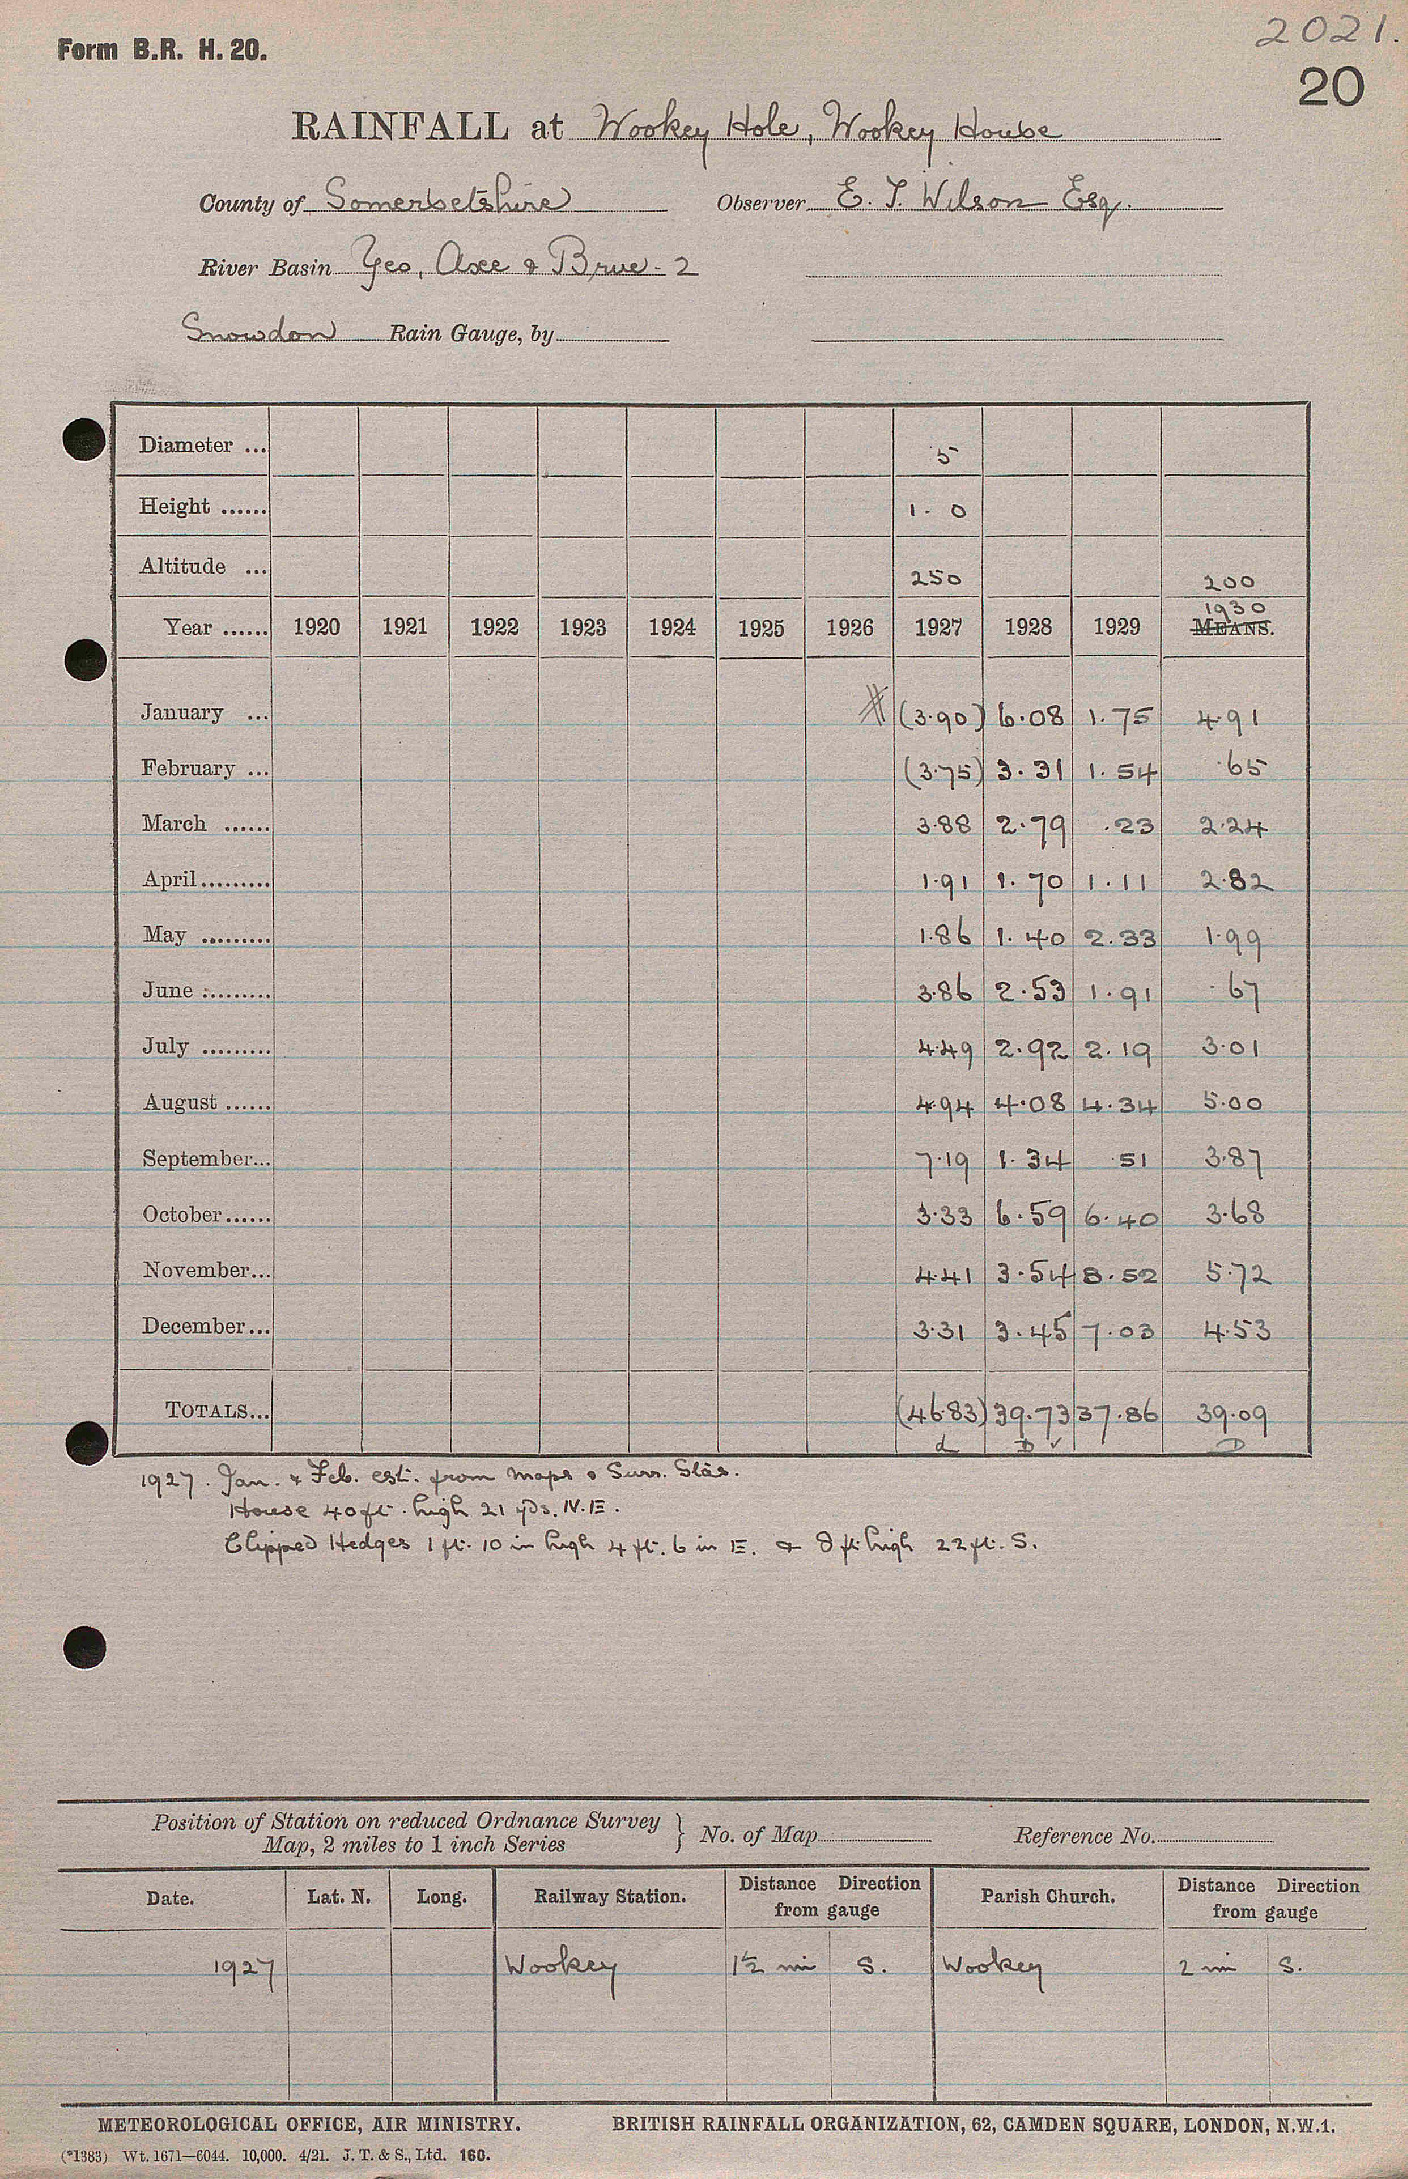 2021.
Form B.R. H. 20.
20
RAINFALL at Wookey Hole, Wookey House
County of Somersetshire Observer E. T. Wilson Esq.
River Basin Yeo, Axe & Brue - 2
Snowdon Rain Gauge, by
Diameter ... 5
Height ...... 1 · 0
Altitude ... 250 200
1930
Year ...... 1920 1921 1922 1923 1924 1925 1926 1927 1928 1929 MEANS.
January ... # (3.90) 6.08 1.75 4.91
February ... (3.75) 3.31 1.54 .65
March ...... 3.88 2.79 .23 2.24
April ......... 1.91 1.70 1.11 2.82
May ......... 1.86 1.40 2.33 1.99
June ......... 3.86 2.53 1.91 .67
July ......... 4.49 2.92 2.19 3.01
August ...... 4.94 4.08 4.34 5.00
September... 7.19 1.34 .51 3.87
October ...... 3.33 6.59 6.40 3.68
November... 4.41 3.54 8.52 5.72
December... 3.31 3.45 7.03 4.53
TOTALS... (46.83) 39.73 37.86 39.09
d D ✓ D
1927. Jan. & Feb. est. from maps & Surr. Stas.
House 40 ft. high 21 yds. N.E.
Clipped Hedges 1 ft. 10 in high 4 ft. 6 in E. & 8 ft high 22 ft. S.
Position of Station on reduced Ordnance Survey
Map, 2 miles to 1 inch Series } No. of Map Reference No.
Date. Lat. N. Long. Railway Station. Distance from gauge Direction Parish Church. Distance from gauge Direction
1927 Wookey 1½ mi S. Wookey 2 mi S.
METEOROLOGICAL OFFICE, AIR MINISTRY. BRITISH RAINFALL ORGANIZATION, 62, CAMDEN SQUARE, LONDON, N.W.1.
(*1383) Wt. 1671—6044. 10,000. 4/21. J. T. & S., Ltd. 160.